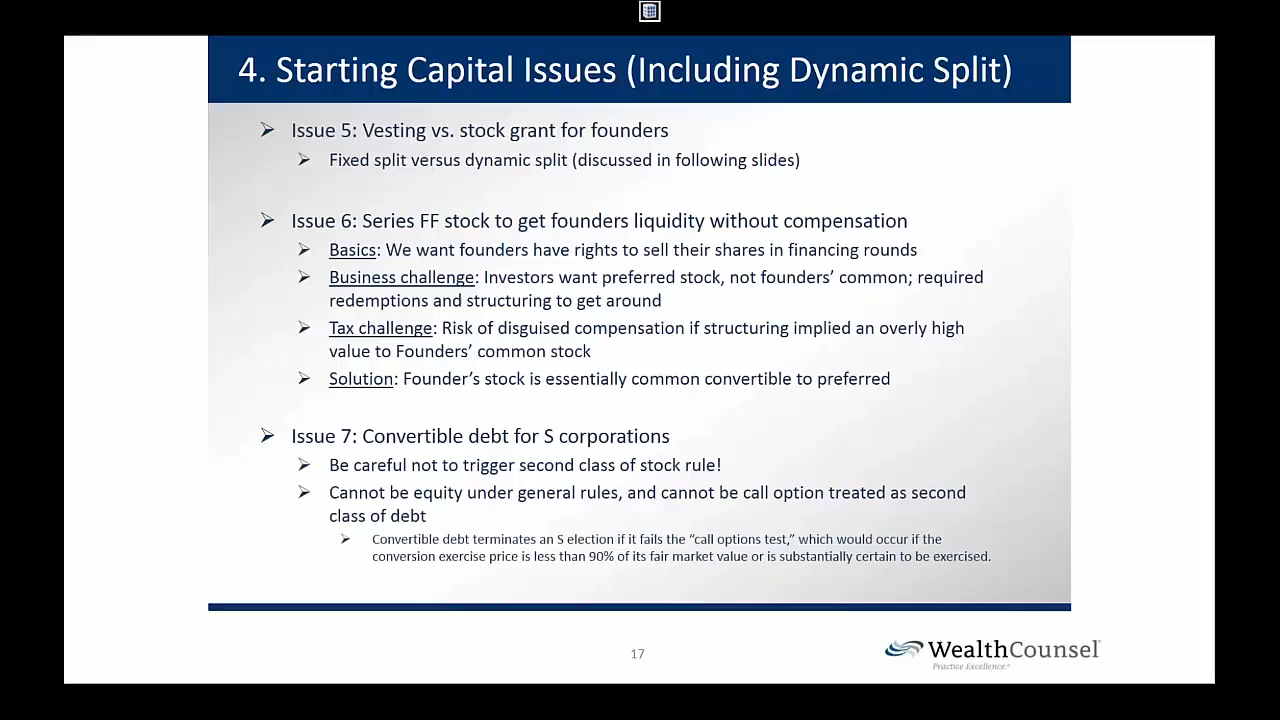 4. Starting Capital Issues (Including Dynamic Split)
Issue 5: Vesting vs. stock grant for founders
Fixed split versus dynamic split (discussed in following slides)
Issue 6: Series FF stock to get founders liquidity without compensation
Basics: We want founders have rights to sell their shares in financing rounds
Business challenge: Investors want preferred stock, not founders’ common; required
redemptions and structuring to get around
Tax challenge: Risk of disguised compensation if structuring implied an overly high
value to Founders’ common stock
Solution: Founder’s stock is essentially common convertible to preferred
Issue 7: Convertible debt for S corporations
Be careful not to trigger second class of stock rule!
Cannot be equity under general rules, and cannot be call option treated as second
class of debt
Convertible debt terminates an S election if it fails the “call options test,” which would occur if the
conversion exercise price is less than 90% of its fair market value or is substantially certain to be exercised.
17
WealthCounsel
Practice Excellence.